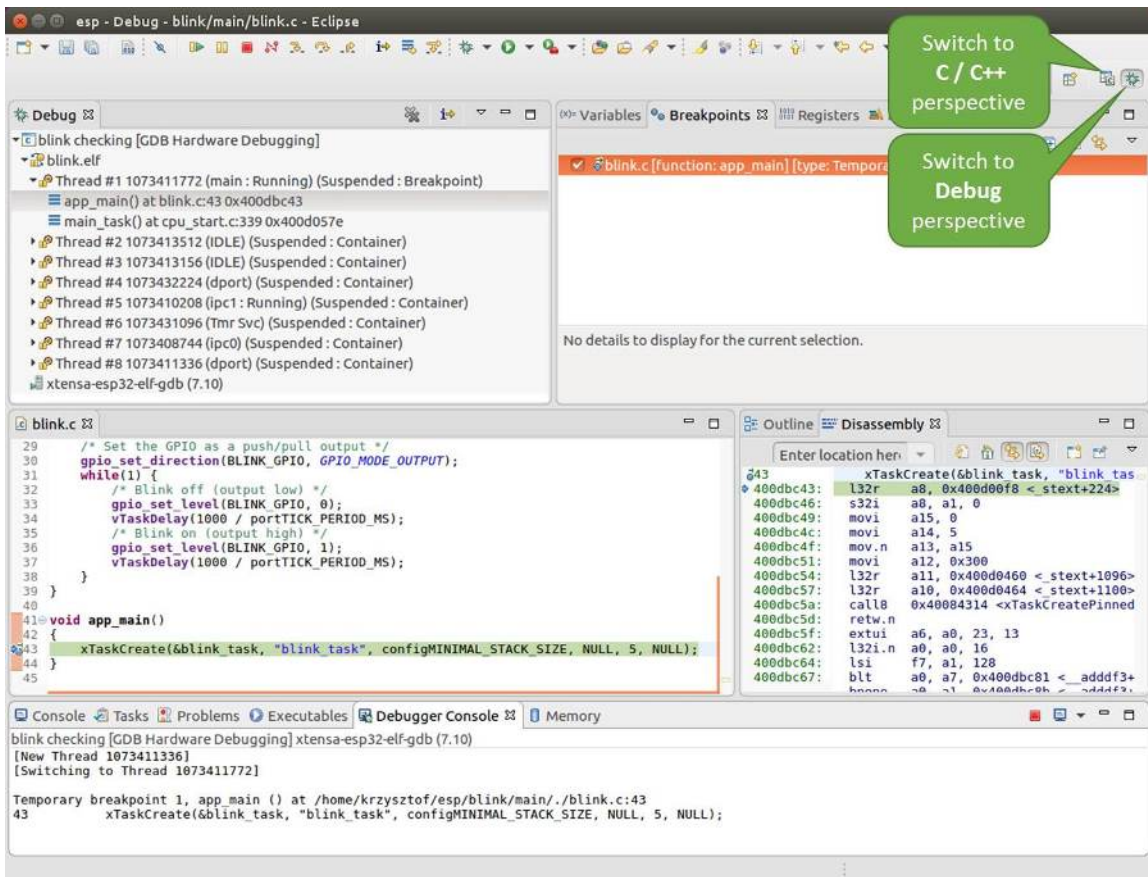 esp - Debug - blink/main/blink.c - Eclipse
Switch to
C / C++
perspective
Switch to
Debug
perspective
Debug
blink checking [GDB Hardware Debugging]
blink.elf
Thread #1 1073411772 (main : Running) (Suspended : Breakpoint)
app_main() at blink.c:43 0x400dbc43
main_task() at cpu_start.c:339 0x400d057e
Thread #2 1073413512 (IDLE) (Suspended : Container)
Thread #3 1073413156 (IDLE) (Suspended : Container)
Thread #4 1073432224 (dport) (Suspended : Container)
Thread #5 1073410208 (ipc1 : Running) (Suspended : Container)
Thread #6 1073431096 (Tmr Svc) (Suspended : Container)
Thread #7 1073408744 (ipc0) (Suspended : Container)
Thread #8 1073411336 (dport) (Suspended : Container)
xtensa-esp32-elf-gdb (7.10)
(x)= Variables Breakpoints Registers
blink.c [function: app_main] [type: Tempora
No details to display for the current selection.
blink.c
29 /* Set the GPIO as a push/pull output */
30 gpio_set_direction(BLINK_GPIO, GPIO_MODE_OUTPUT);
31 while(1) {
32 /* Blink off (output low) */
33 gpio_set_level(BLINK_GPIO, 0);
34 vTaskDelay(1000 / portTICK_PERIOD_MS);
35 /* Blink on (output high) */
36 gpio_set_level(BLINK_GPIO, 1);
37 vTaskDelay(1000 / portTICK_PERIOD_MS);
38 }
39 }
40
41 void app_main()
42 {
43 xTaskCreate(&blink_task, "blink_task", configMINIMAL_STACK_SIZE, NULL, 5, NULL);
44 }
45
Outline Disassembly
Enter location her
43 xTaskCreate(&blink_task, "blink_tas
400dbc43: l32r a8, 0x400d00f8 <_stext+224>
400dbc46: s32i a8, a1, 0
400dbc49: movi a15, 0
400dbc4c: movi a14, 5
400dbc4f: mov.n a13, a15
400dbc51: movi a12, 0x300
400dbc54: l32r a11, 0x400d0460 <_stext+1096>
400dbc57: l32r a10, 0x400d0464 <_stext+1100>
400dbc5a: call8 0x40084314 <xTaskCreatePinned
400dbc5d: retw.n
400dbc5f: extui a6, a0, 23, 13
400dbc62: l32i.n a0, a0, 16
400dbc64: lsi f7, a1, 128
400dbc67: blt a0, a7, 0x400dbc81 <__adddf3+
Console Tasks Problems Executables Debugger Console Memory
blink checking [GDB Hardware Debugging] xtensa-esp32-elf-gdb (7.10)
[New Thread 1073411336]
[Switching to Thread 1073411772]
Temporary breakpoint 1, app_main () at /home/krzysztof/esp/blink/main/./blink.c:43
43 xTaskCreate(&blink_task, "blink_task", configMINIMAL_STACK_SIZE, NULL, 5, NULL);